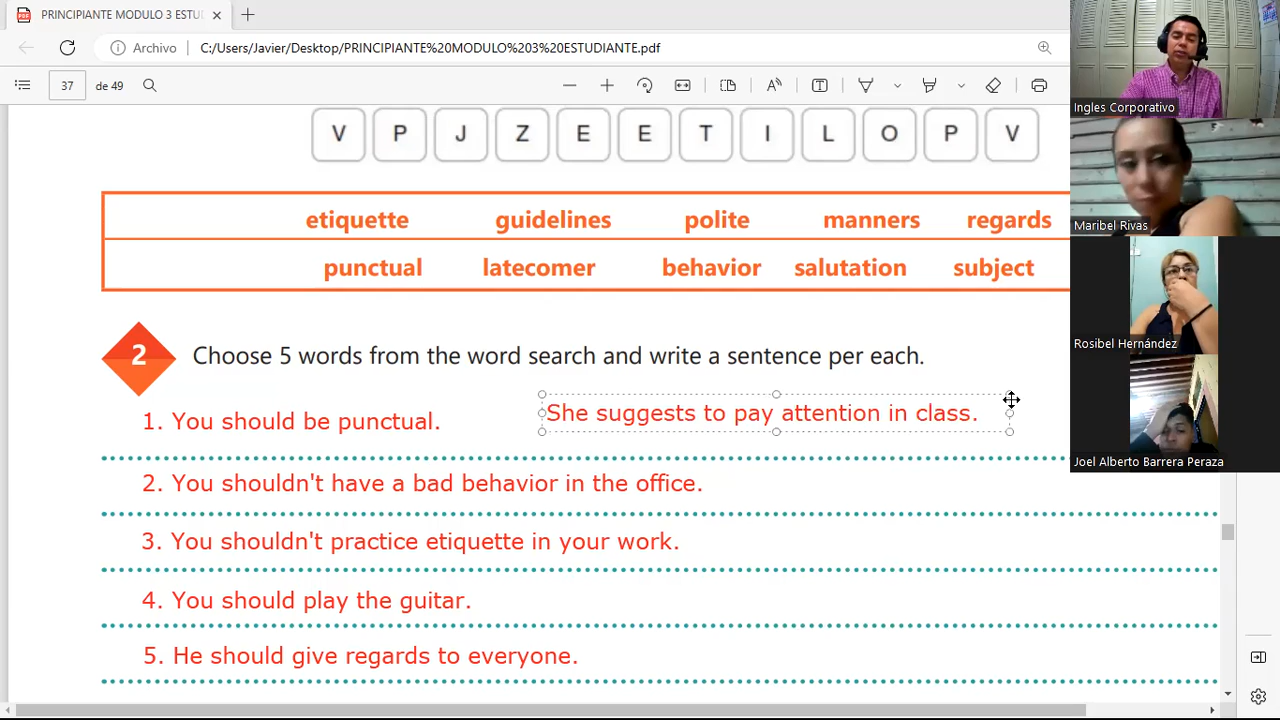 PRINCIPIANTE MODULO 3 ESTU
Archivo C:/Users/Javier/Desktop/PRINCIPIANTE%20MODULO%203%20ESTUDIANTE.pdf
37 de 49
V P J Z E E T I L O P V
etiquette guidelines polite manners regards
punctual latecomer behavior salutation subject
2 Choose 5 words from the word search and write a sentence per each.
1. You should be punctual. She suggests to pay attention in class.
2. You shouldn't have a bad behavior in the office.
3. You shouldn't practice etiquette in your work.
4. You should play the guitar.
5. He should give regards to everyone.
Ingles Corporativo
Maribel Rivas
Rosibel Hernández
Joel Alberto Barrera Peraza